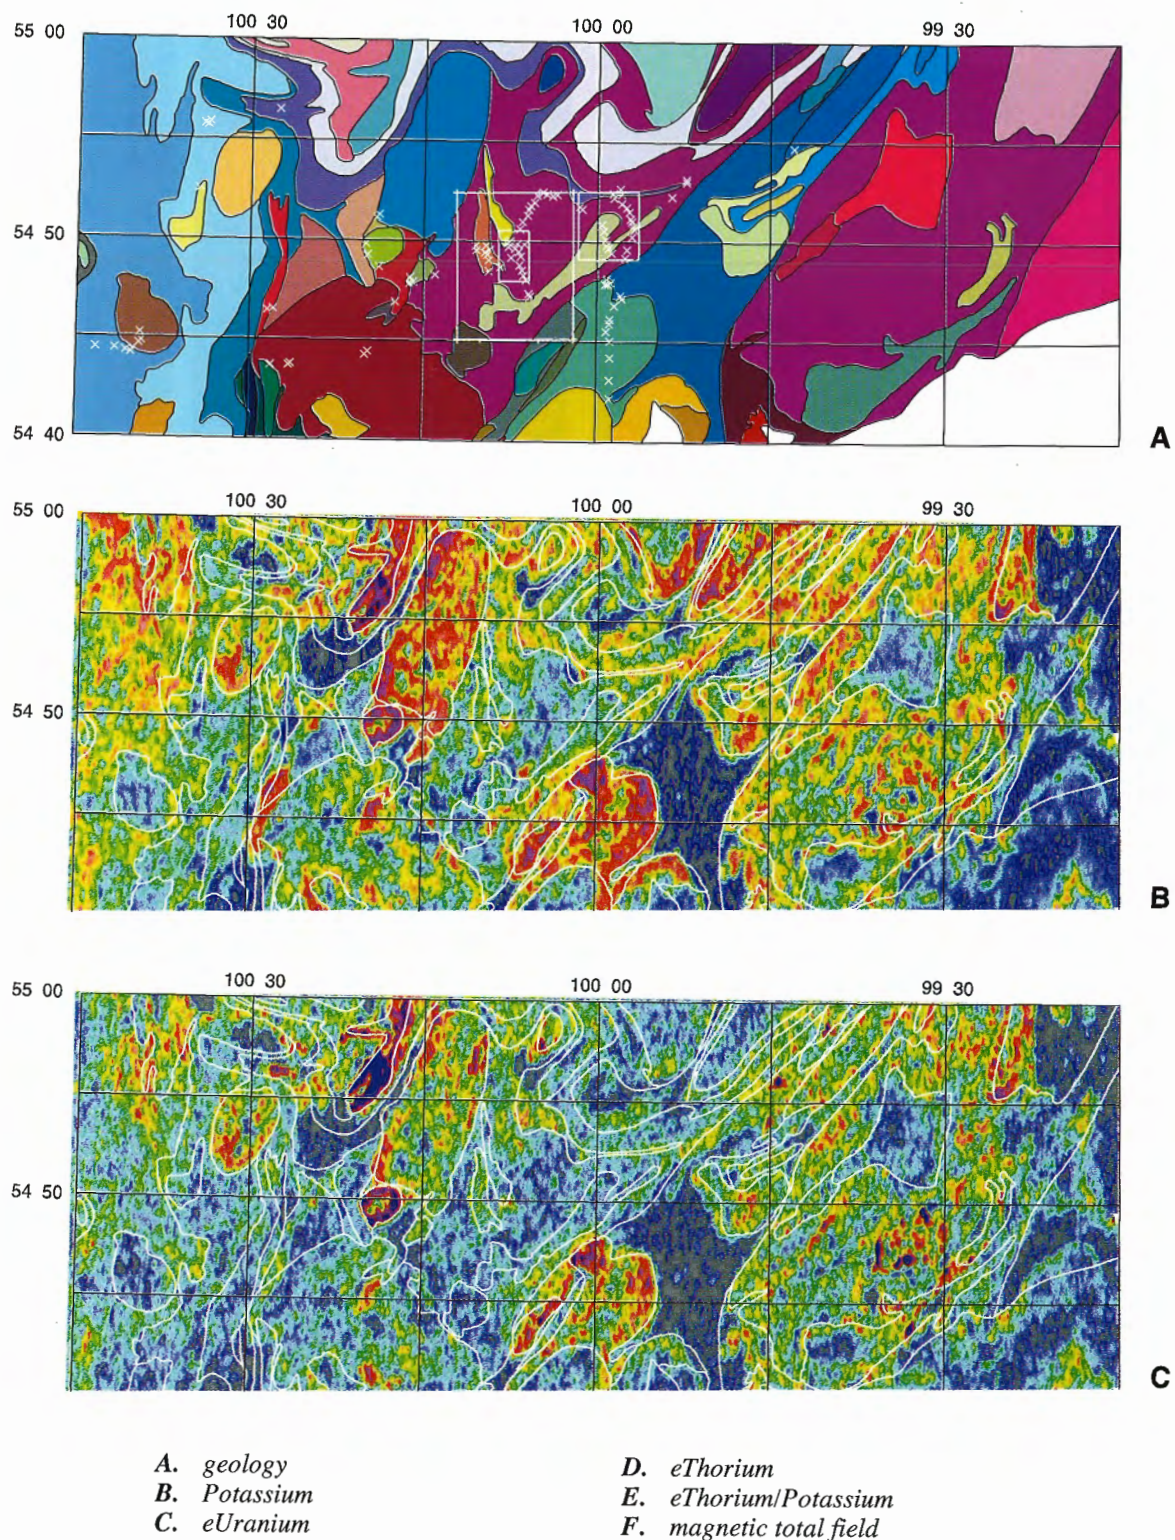 100 30 100 00 99 30
55 00
54 50
54 40
A
100 30 100 00 99 30
55 00
54 50
B
100 30 100 00 99 30
55 00
54 50
C
A. geology
B. Potassium
C. eUranium
D. eThorium
E. eThorium/Potassium
F. magnetic total field